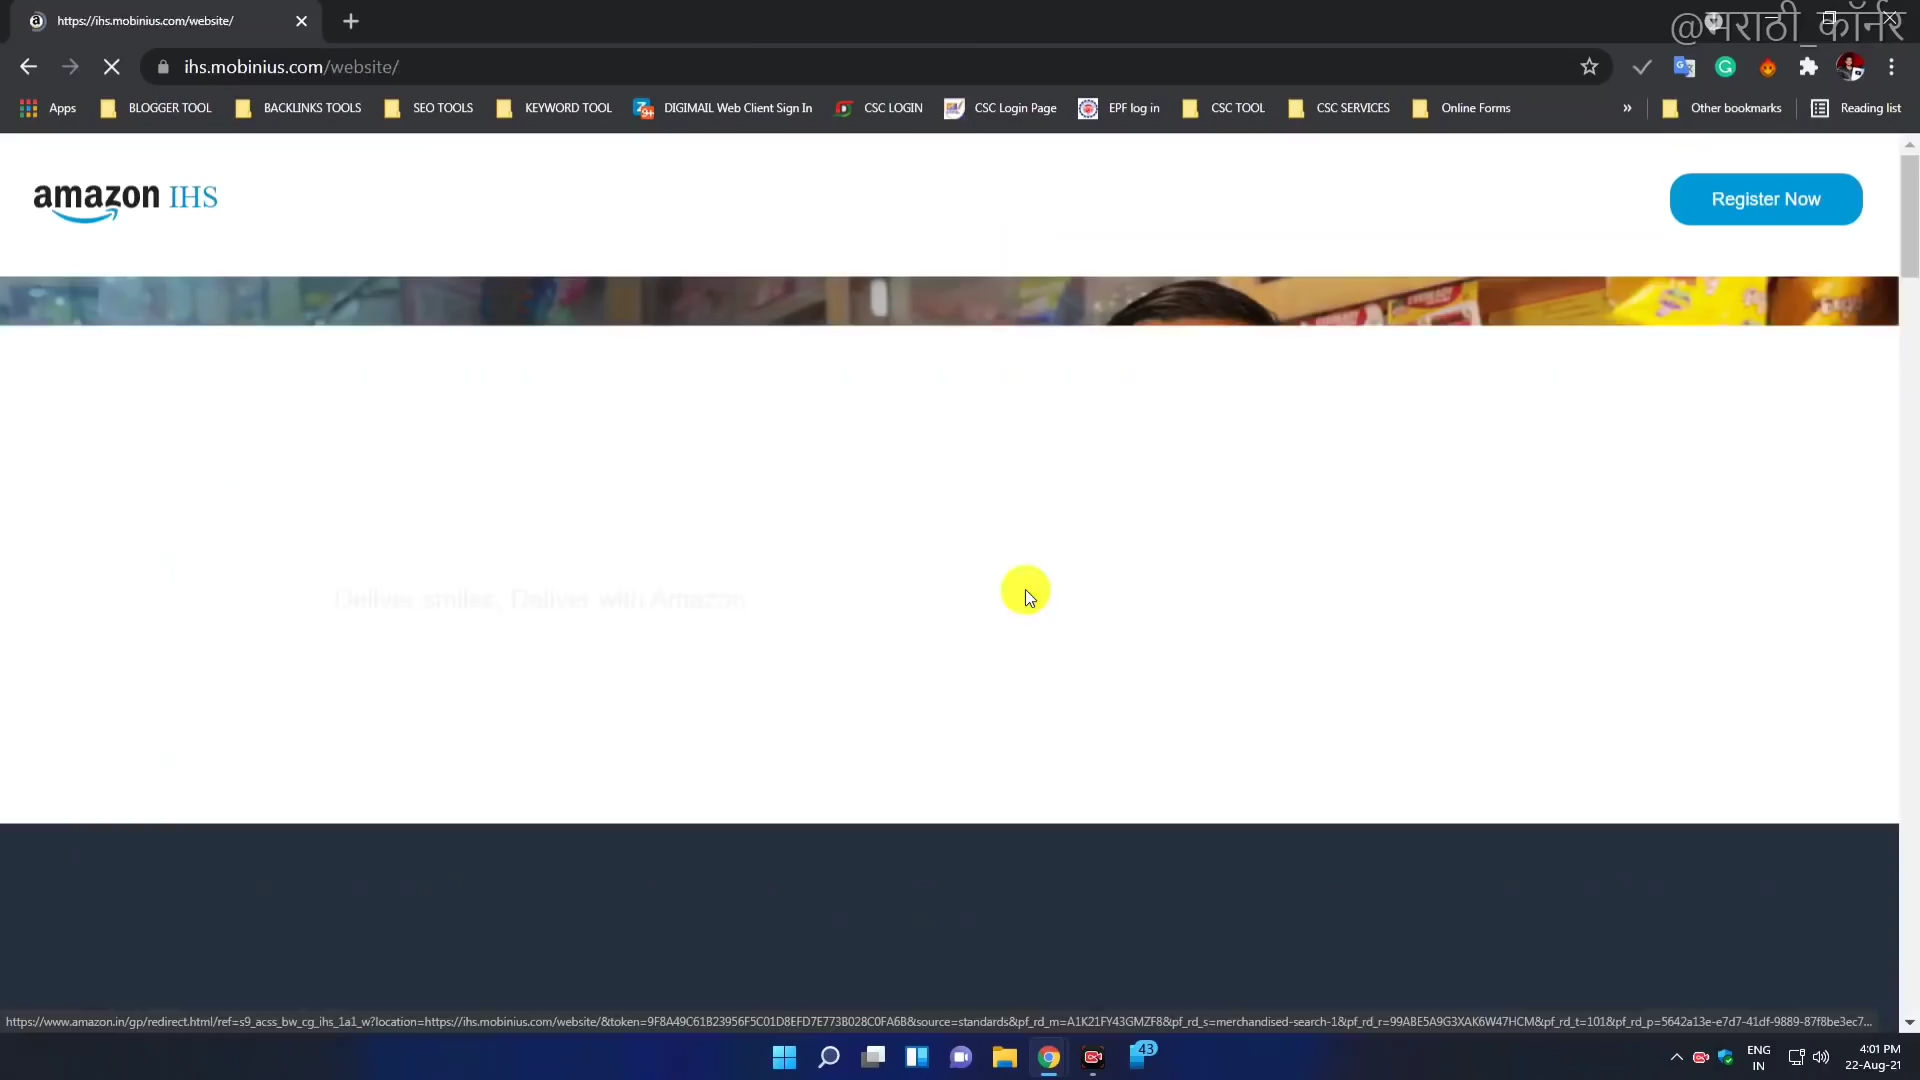 https://ihs.mobinius.com/website/
@मराठी_कॉर्नर
ihs.mobinius.com/website/
Apps BLOGGER TOOL BACKLINKS TOOLS SEO TOOLS KEYWORD TOOL DIGIMAIL Web Client Sign In CSC LOGIN CSC Login Page EPF log in CSC TOOL CSC SERVICES Online Forms » Other bookmarks Reading list
amazon IHS
Register Now
Deliver smiles, Deliver with Amazon
https://www.amazon.in/gp/redirect.html/ref=s9_acss_bw_cg_ihs_1a1_w?location=https://ihs.mobinius.com/website/&token=9F8A49C61B23956F5C01D8EFD7E773B028C0FA6B&source=standards&pf_rd_m=A1K21FY43GMZF8&pf_rd_s=merchandised-search-1&pf_rd_r=99ABE5A9G3XAK6W47HCM&pf_rd_t=101&pf_rd_p=5642a13e-e7d7-41df-9889-87f8be3ec7...
43
ENG
IN
4:01 PM
22-Aug-21